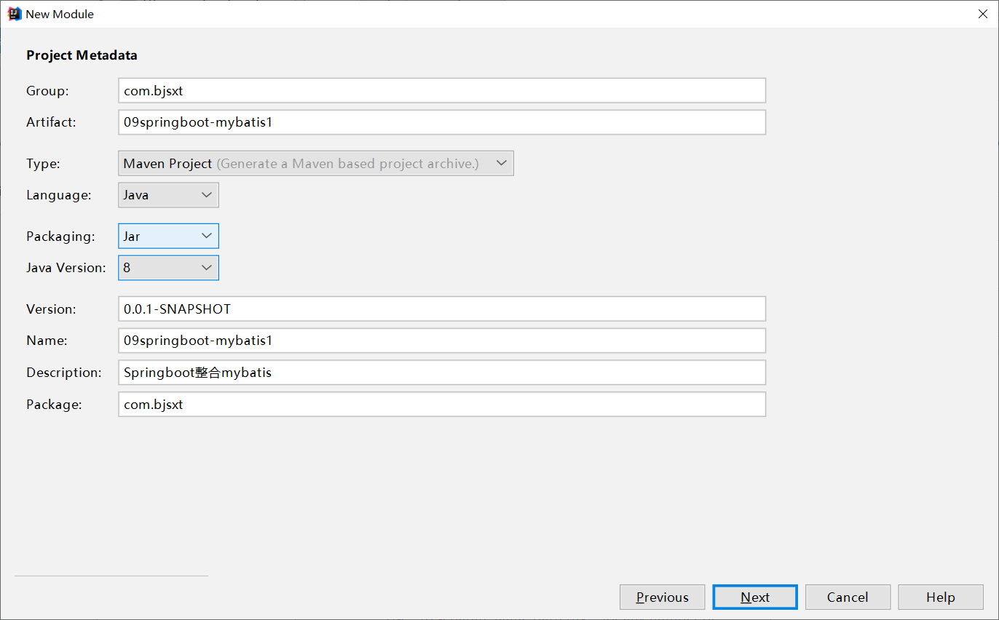 New Module
Project Metadata
Group: com.bjsxt
Artifact: 09springboot-mybatis1
Type: Maven Project (Generate a Maven based project archive.)
Language: Java
Packaging: Jar
Java Version: 8
Version: 0.0.1-SNAPSHOT
Name: 09springboot-mybatis1
Description: Springboot整合mybatis
Package: com.bjsxt
Previous Next Cancel Help